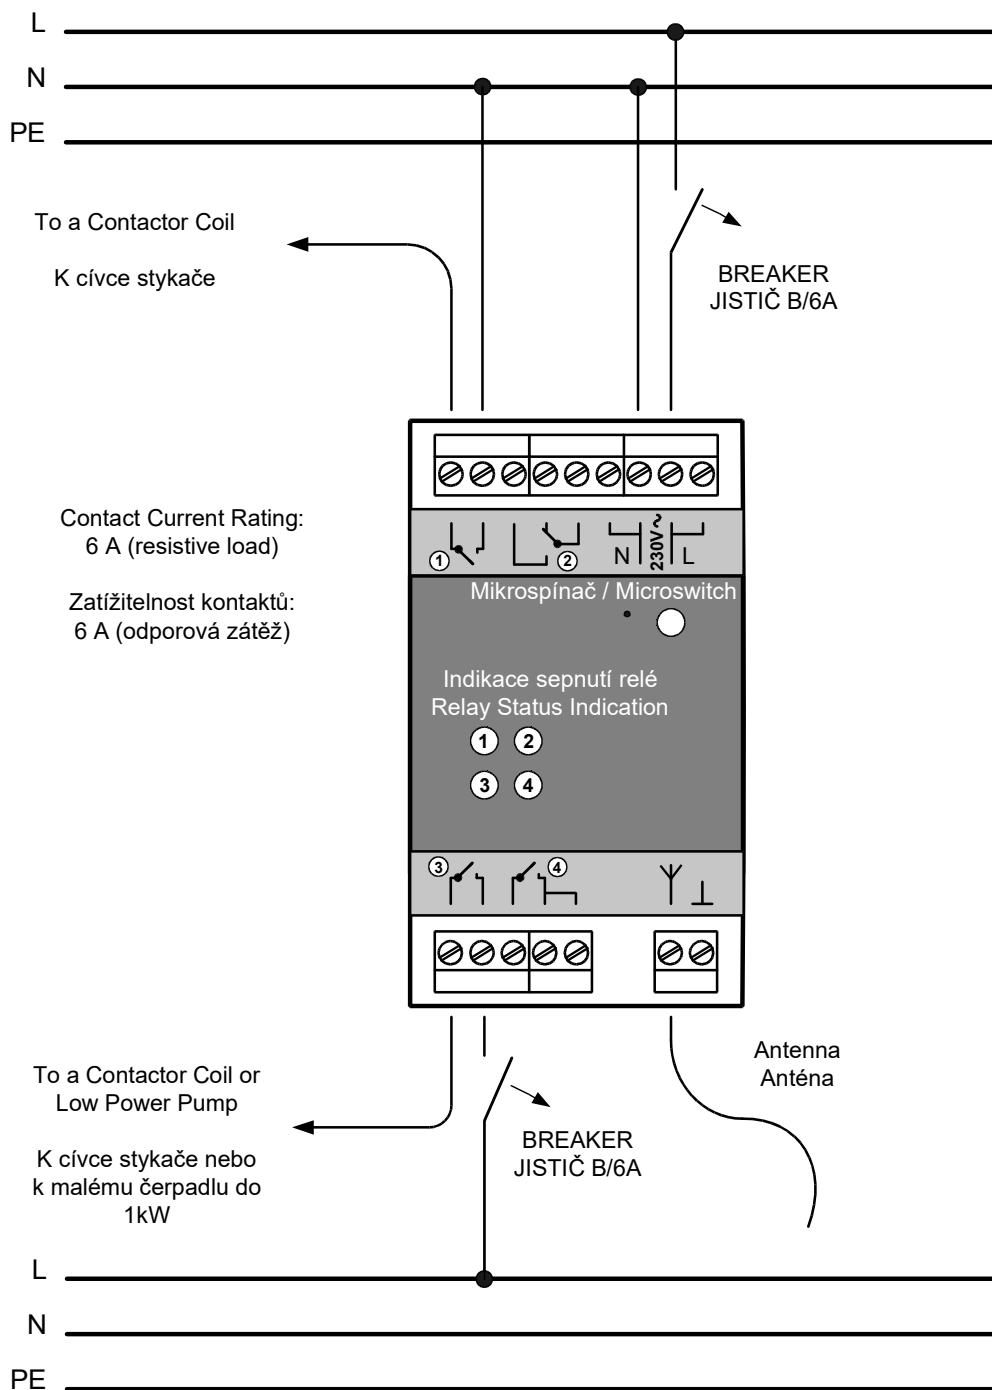 L
N
PE
To a Contactor Coil
K cívce stykače
BREAKER
JISTIČ B/6A
Contact Current Rating:
6 A (resistive load)
Zatížitelnost kontaktů:
6 A (odporová zátěž)
1
2
N
230V ~
L
Mikrospínač / Microswitch
Indikace sepnutí relé
Relay Status Indication
1 2
3 4
3
4
To a Contactor Coil or
Low Power Pump
K cívce stykače nebo
k malému čerpadlu do
1kW
BREAKER
JISTIČ B/6A
Antenna
Anténa
L
N
PE